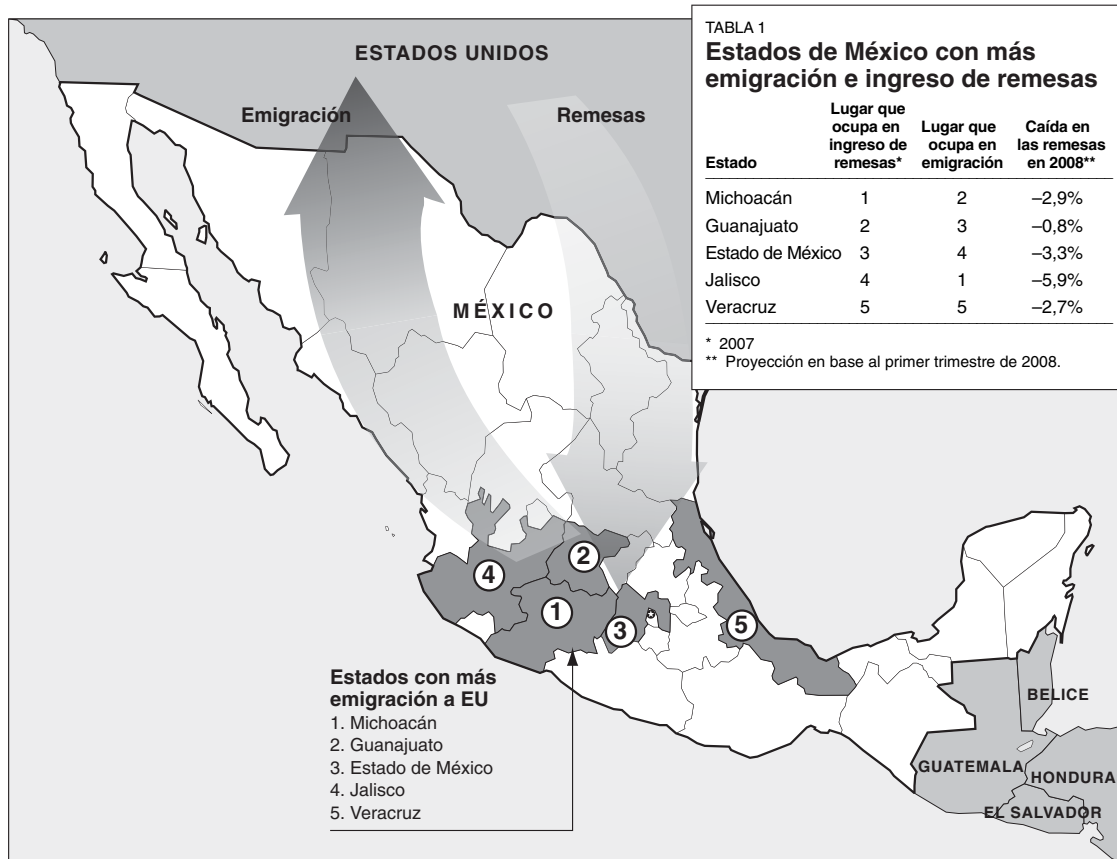 ESTADOS UNIDOS
Emigración
Remesas
MÉXICO
TABLA 1
Estados de México con más
emigración e ingreso de remesas
Estado
Lugar que
ocupa en
ingreso de
remesas*
Lugar que
ocupa en
emigración
Caída en
las remesas
en 2008**
Michoacán 1 2 –2,9%
Guanajuato 2 3 –0,8%
Estado de México 3 4 –3,3%
Jalisco 4 1 –5,9%
Veracruz 5 5 –2,7%
* 2007
** Proyección en base al primer trimestre de 2008.
2
4
1
3
5
Estados con más
emigración a EU
1. Michoacán
2. Guanajuato
3. Estado de México
4. Jalisco
5. Veracruz
BELICE
GUATEMALA
HONDURA
EL SALVADOR